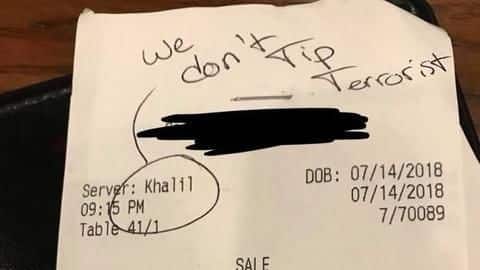 We
don't Tip
Terrorist
Server: Khalil
DOB: 07/14/2018
09:15 PM
07/14/2018
Table 41/1
7/70089
SALE